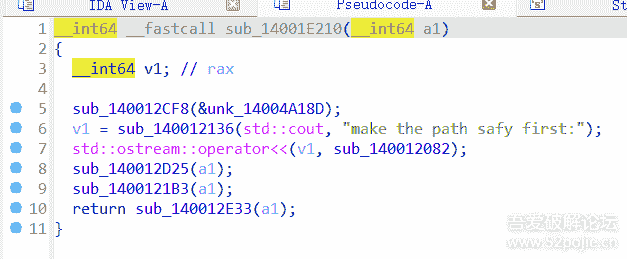 IDA View-A Pseudocode-A St
1 __int64 __fastcall sub_14001E210(__int64 a1)
2 {
3 __int64 v1; // rax
4
5 sub_140012CF8(&unk_14004A18D);
6 v1 = sub_140012136(std::cout, "make the path safy first:");
7 std::ostream::operator<<(v1, sub_140012082);
8 sub_140012D25(a1);
9 sub_1400121B3(a1);
10 return sub_140012E33(a1);
11 }
吾爱破解论坛
www.52pojie.cn